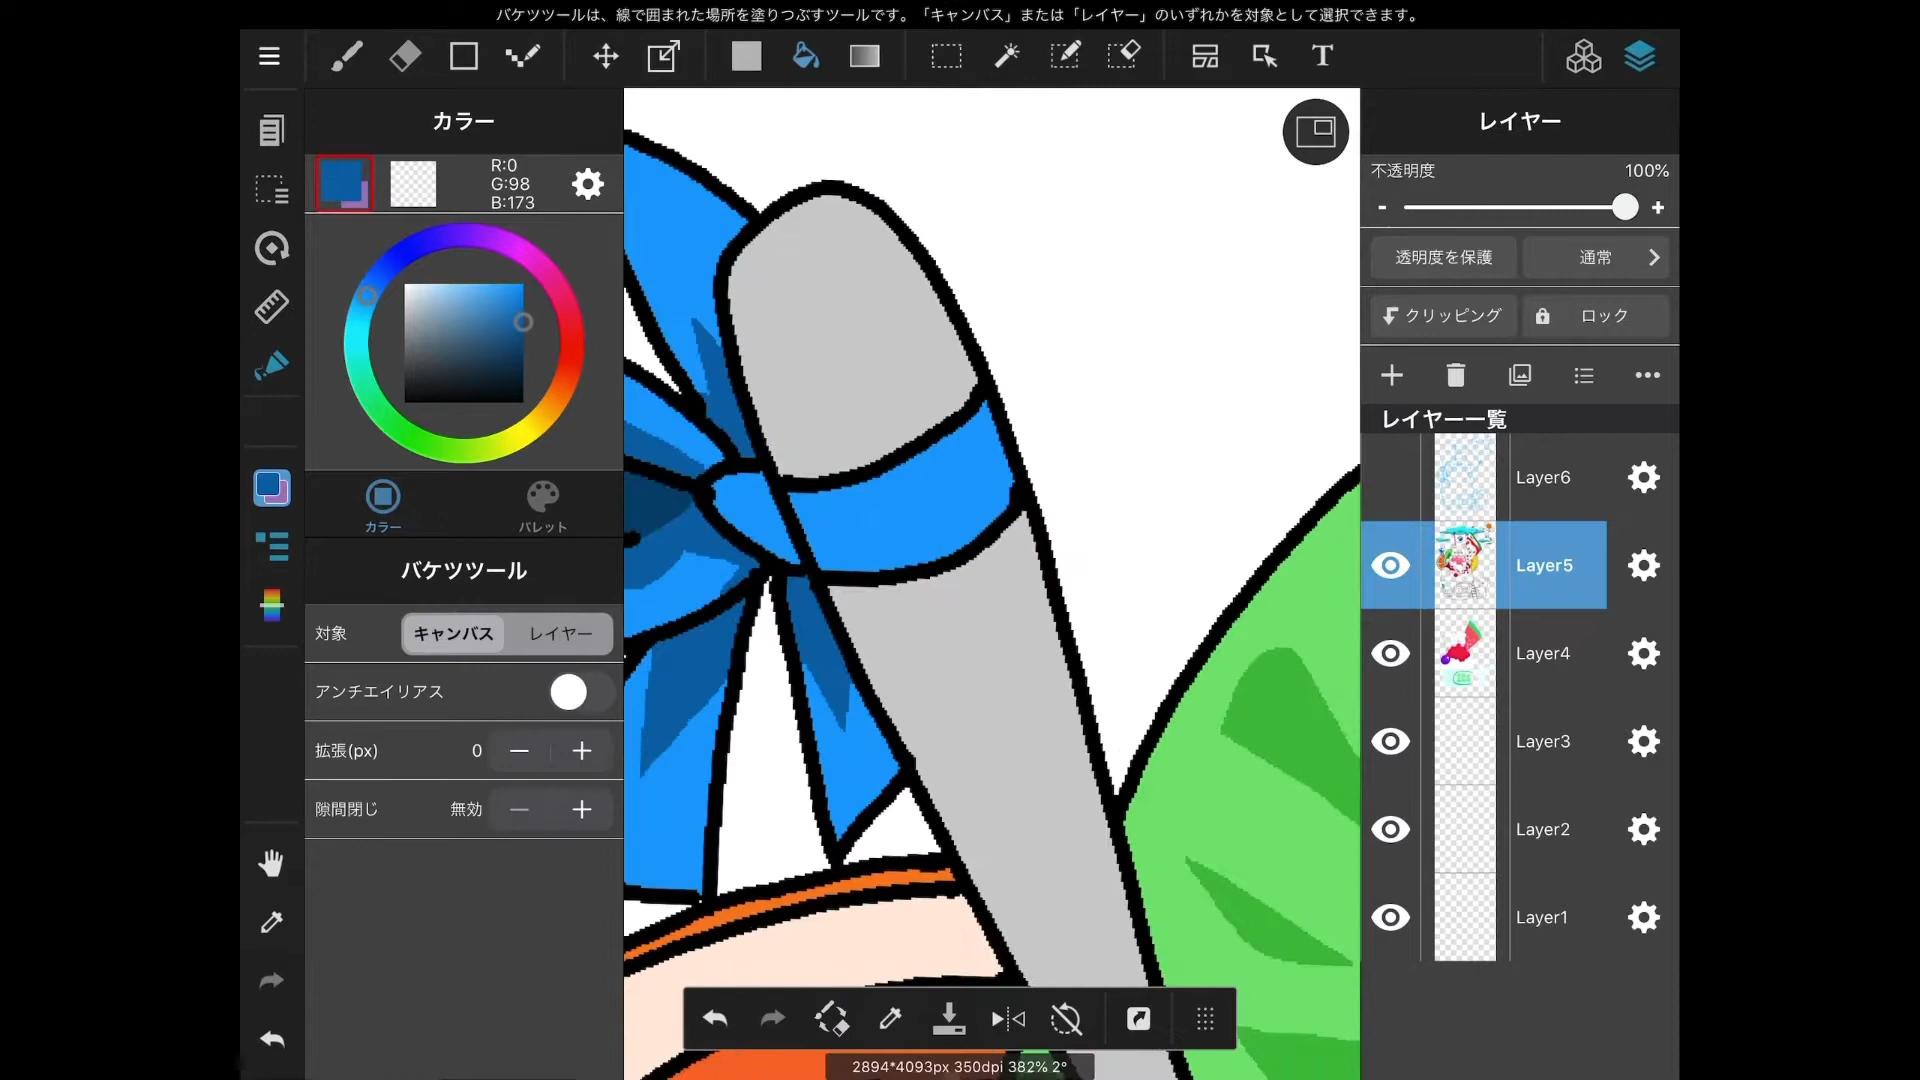 バケツツールは、線で囲まれた場所を塗りつぶすツールです。「キャンバス」または「レイヤー」のいずれかを対象として選択できます。
T
カラー
R:0
G:98
B:173
カラー
パレット
バケツツール
対象 キャンバス レイヤー
アンチエイリアス
拡張(px) 0 − +
隙間閉じ 無効 − +
2894*4093px 350dpi 382% 2°
レイヤー
不透明度 100%
- +
透明度を保護 通常
クリッピング ロック
レイヤー一覧
Layer6
Layer5
Layer4
Layer3
Layer2
Layer1